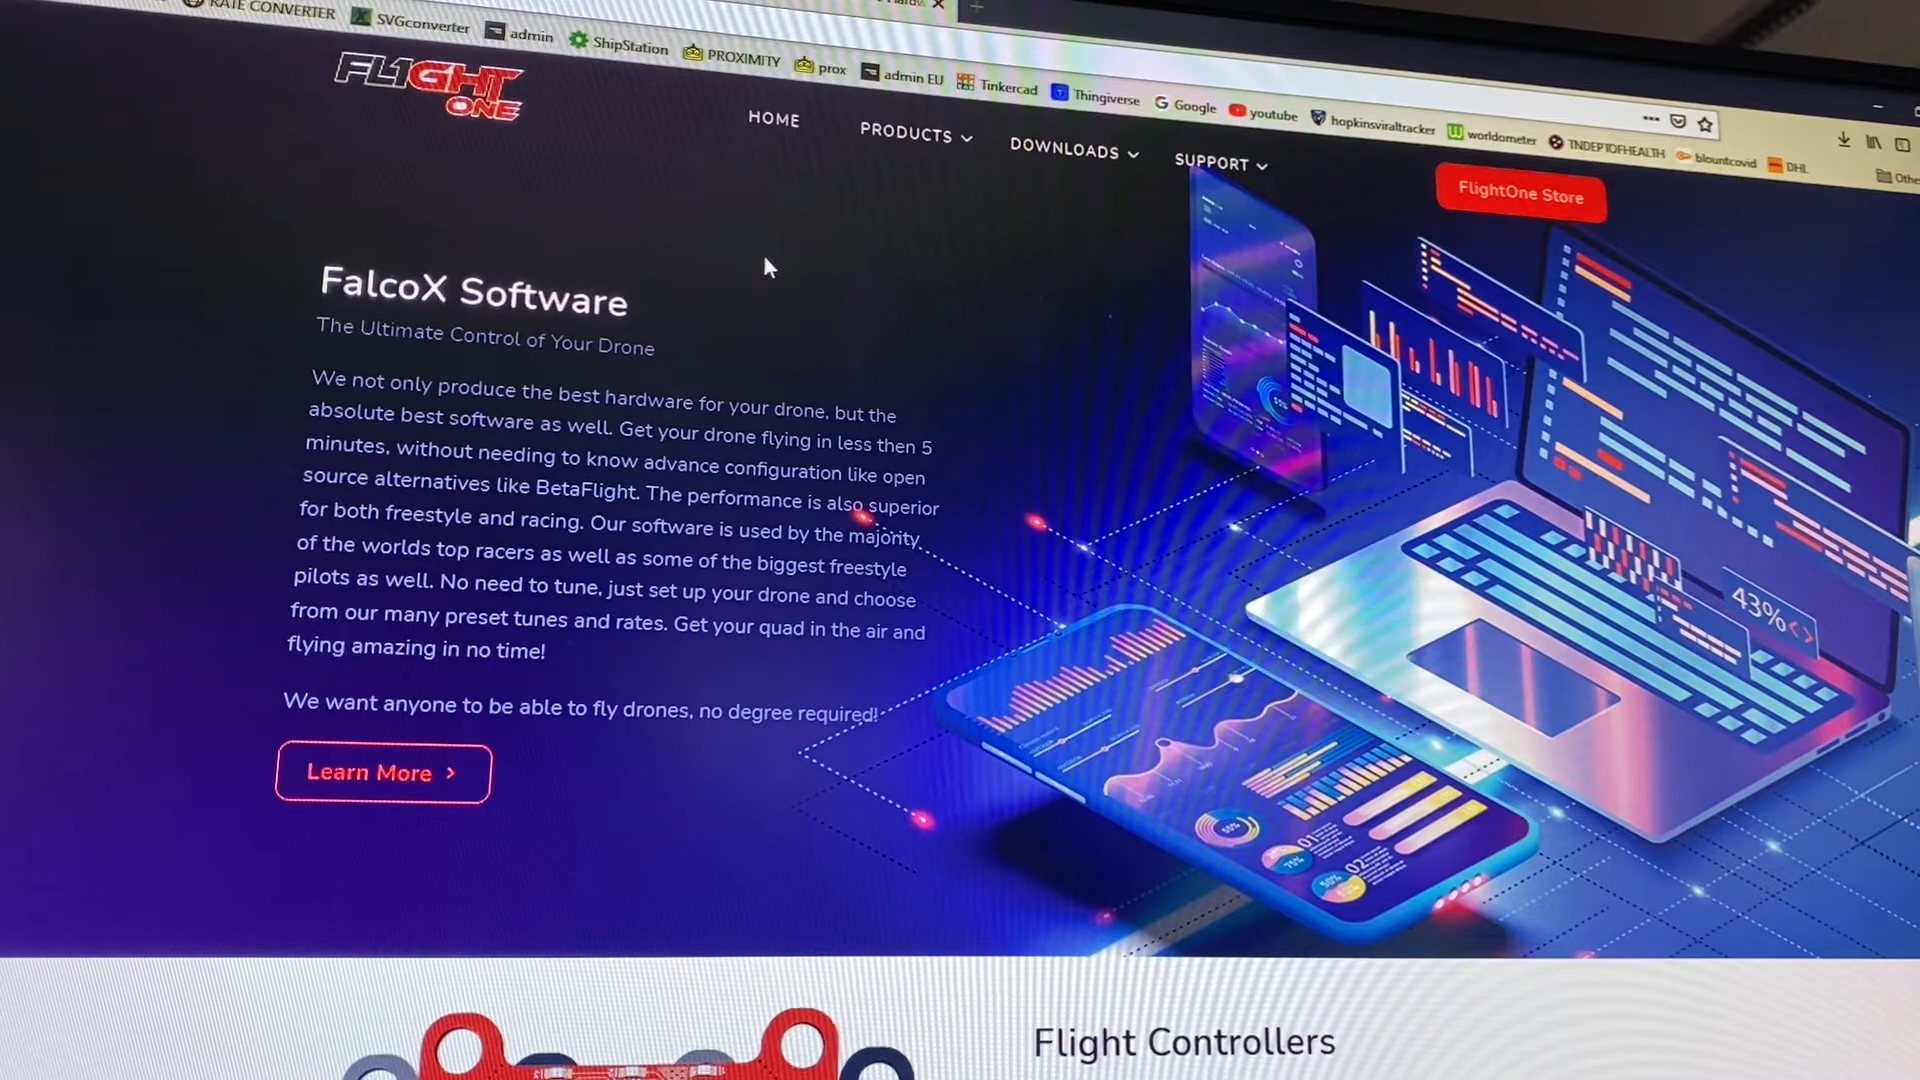 RATE CONVERTER
SVGconverter
admin
ShipStation
PROXIMITY
prox
admin EU
Tinkercad
Thingiverse
Google
youtube
hopkinsviraltracker
worldometer
TNDEPTOFHEALTH
blountcovid
DHL
FL1GHT
ONE
HOME
PRODUCTS
DOWNLOADS
SUPPORT
FlightOne Store
FalcoX Software
The Ultimate Control of Your Drone
We not only produce the best hardware for your drone, but the
absolute best software as well. Get your drone flying in less then 5
minutes, without needing to know advance configuration like open
source alternatives like BetaFlight. The performance is also superior
for both freestyle and racing. Our software is used by the majority
of the worlds top racers as well as some of the biggest freestyle
pilots as well. No need to tune, just set up your drone and choose
from our many preset tunes and rates. Get your quad in the air and
flying amazing in no time!
We want anyone to be able to fly drones, no degree required!
Learn More >
43%<>
01
02
Flight Controllers